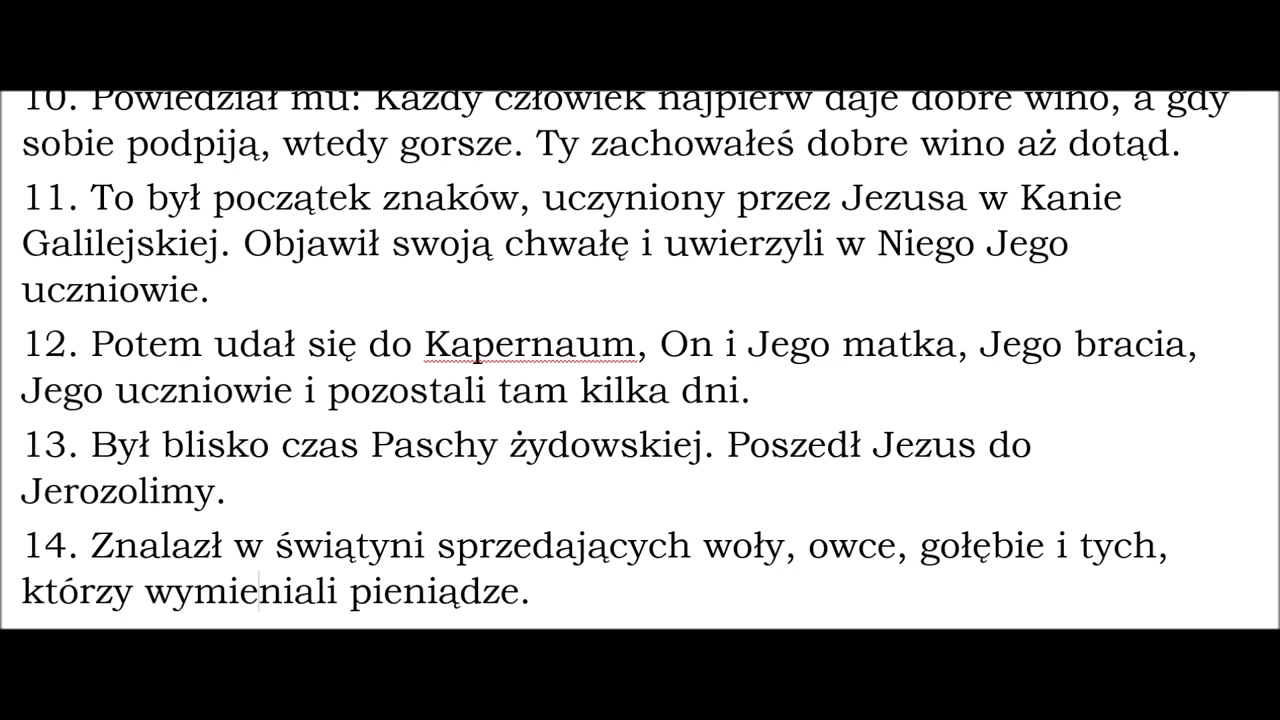 10. Powiedział mu: Każdy człowiek najpierw daje dobre wino, a gdy
sobie podpiją, wtedy gorsze. Ty zachowałeś dobre wino aż dotąd.
11. To był początek znaków, uczyniony przez Jezusa w Kanie
Galilejskiej. Objawił swoją chwałę i uwierzyli w Niego Jego
uczniowie.
12. Potem udał się do Kapernaum, On i Jego matka, Jego bracia,
Jego uczniowie i pozostali tam kilka dni.
13. Był blisko czas Paschy żydowskiej. Poszedł Jezus do
Jerozolimy.
14. Znalazł w świątyni sprzedających woły, owce, gołębie i tych,
którzy wymieniali pieniądze.